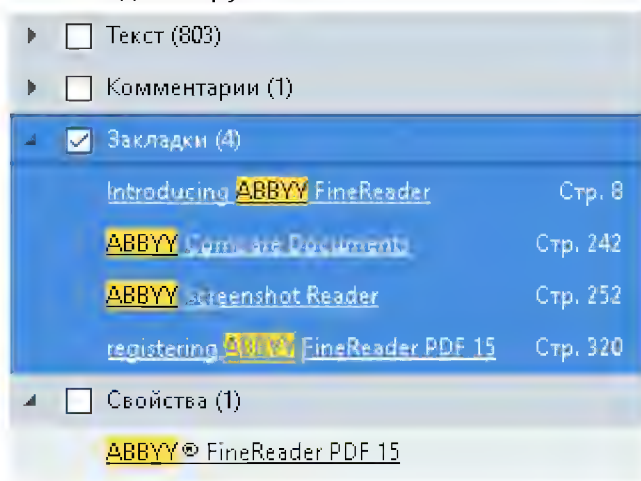 Текст (803)
Комментарии (1)
Закладки (4)
Introducing ABBYY FineReader Стр. 8
ABBYY Compare Documents Стр. 242
ABBYY Screenshot Reader Стр. 252
registering ABBYY FineReader PDF 15 Стр. 320
Свойства (1)
ABBYY® FineReader PDF 15